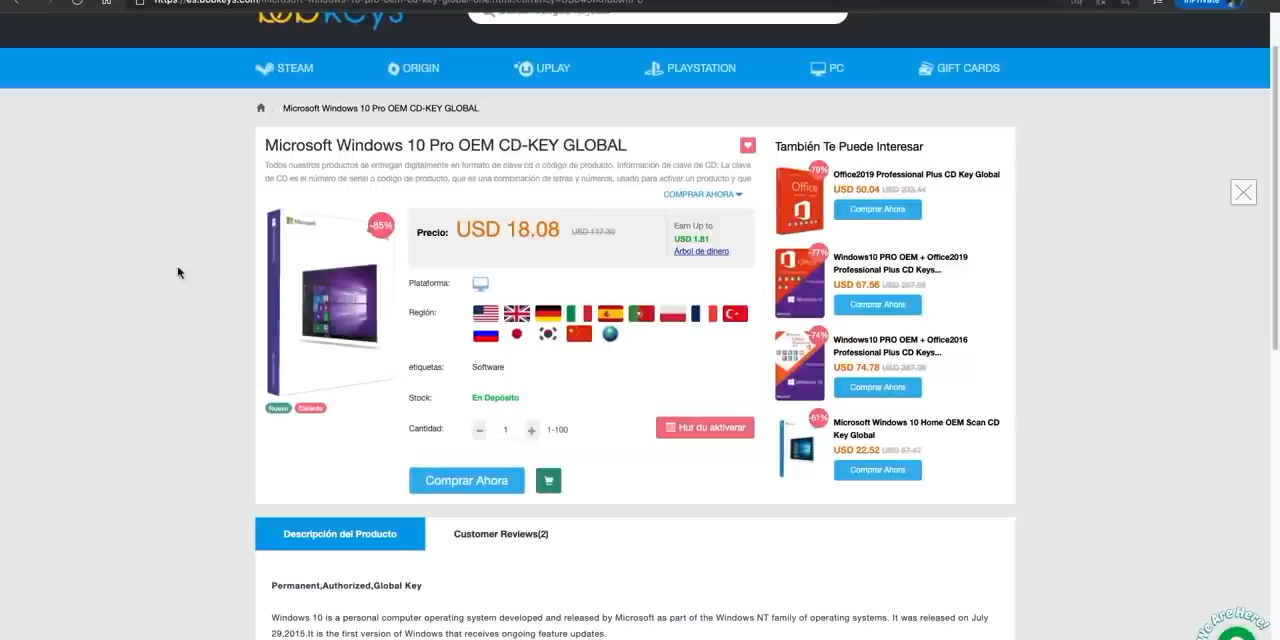 InPrivate
STEAM
ORIGIN
UPLAY
PLAYSTATION
PC
GIFT CARDS
Microsoft Windows 10 Pro OEM CD-KEY GLOBAL
Microsoft Windows 10 Pro OEM CD-KEY GLOBAL
Todos nuestros productos se entregan digitalmente en formato de clave cd o código de producto. Información de clave de CD: La clave
de CD es el número de serial o código de producto, que es una combinación de letras y números, usado para activar un producto y que
COMPRAR AHORA
Microsoft
-85%
Nuevo
Caliente
Precio: USD 18.08 USD 117.30
Earn Up to
USD 1.81
Árbol de dinero
Plataforma:
Región:
etiquetas: Software
Stock: En Depósito
Cantidad: − 1 + 1-100
Hur du aktiverar
Comprar Ahora
También Te Puede Interesar
-79%
Office
Office2019 Professional Plus CD Key Global
USD 50.04
Comprar Ahora
-77%
Office
Windows10 PRO OEM + Office2019
Professional Plus CD Keys...
USD 67.56
Comprar Ahora
-74%
Windows10 PRO OEM + Office2016
Professional Plus CD Keys...
USD 74.78
Comprar Ahora
-61%
Microsoft Windows 10 Home OEM Scan CD
Key Global
USD 22.52
Comprar Ahora
Descripción del Producto
Customer Reviews(2)
Permanent,Authorized,Global Key
Windows 10 is a personal computer operating system developed and released by Microsoft as part of the Windows NT family of operating systems. It was released on July
29,2015.It is the first version of Windows that receives ongoing feature updates.
We Are Here!